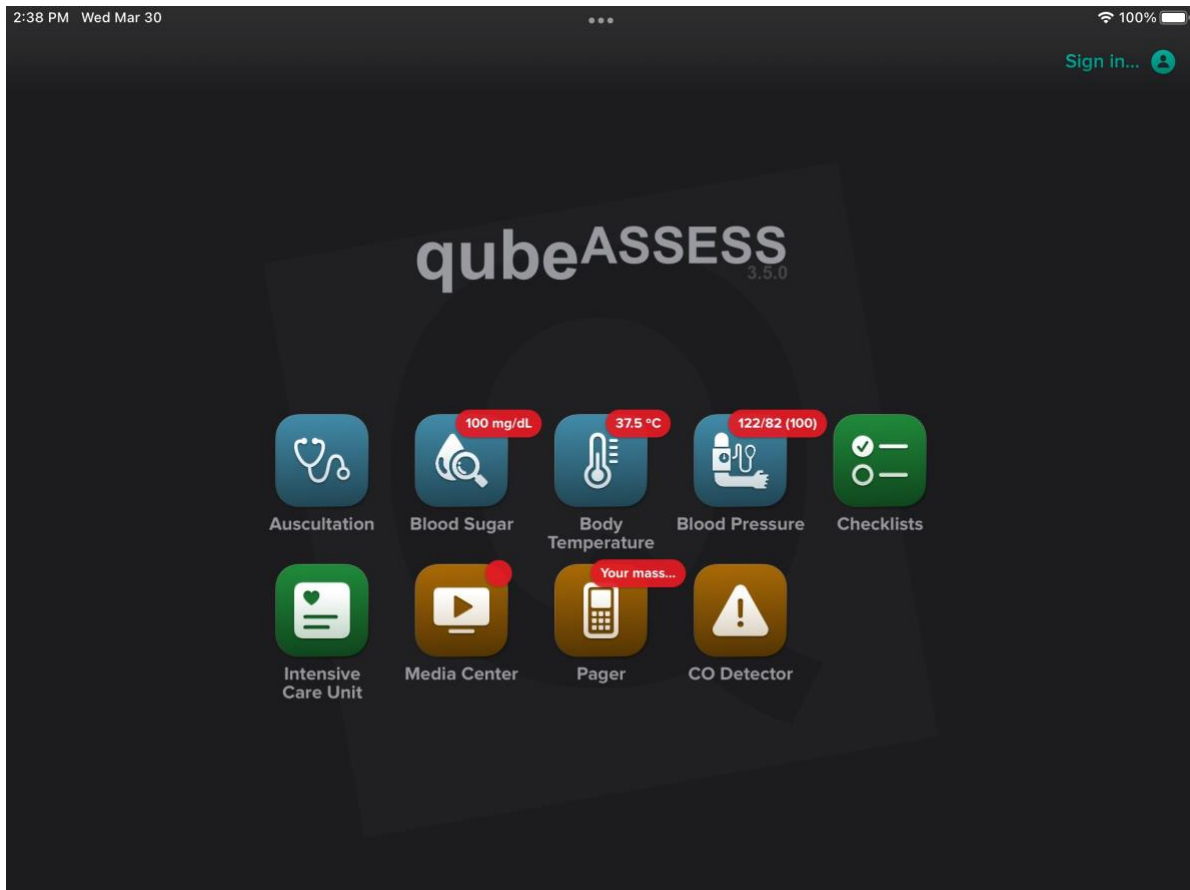 2:38 PM Wed Mar 30
100%
Sign in...
qubeASSESS
3.5.0
100 mg/dL
37.5 °C
122/82 (100)
Auscultation
Blood Sugar
Body
Temperature
Blood Pressure
Checklists
Your mass...
Intensive
Care Unit
Media Center
Pager
CO Detector